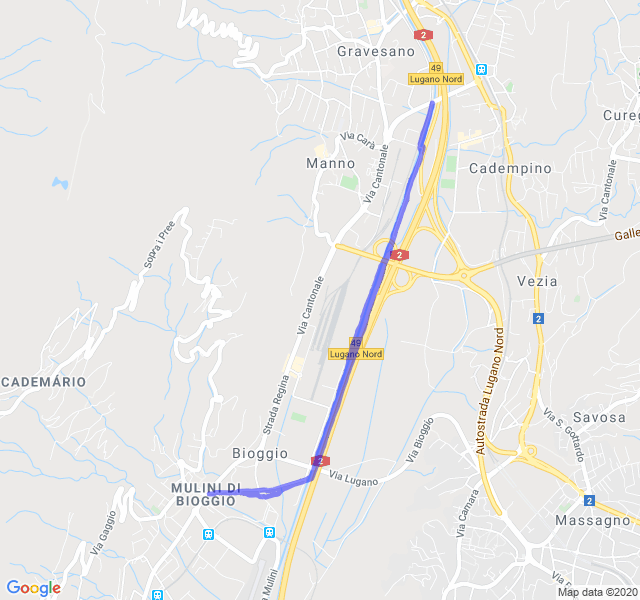 2
Gravesano
49
Lugano Nord
Cureg
Via Carà
Manno
Via Cantonale
Cadempino
Via Cantonale
Sopra i Pree
2
Galle
Vezia
Via Cantonale
2
49
Lugano Nord
Autostrada Lugano Nord
CADEMÁRIO
Strada Regina
Via S. Gottardo
Savosa
Via Bioggio
Bioggio
2
Via Lugano
MULINI DI
BIOGGIO
2
Via Gaggio
Via Camara
Massagno
Via Mulini
Google
Map data ©2020